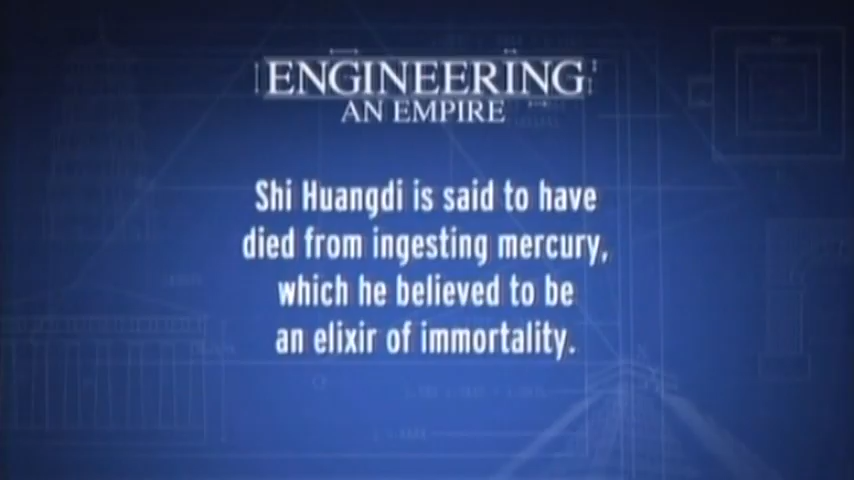 ENGINEERING
AN EMPIRE
Shi Huangdi is said to have
died from ingesting mercury,
which he believed to be
an elixir of immortality.